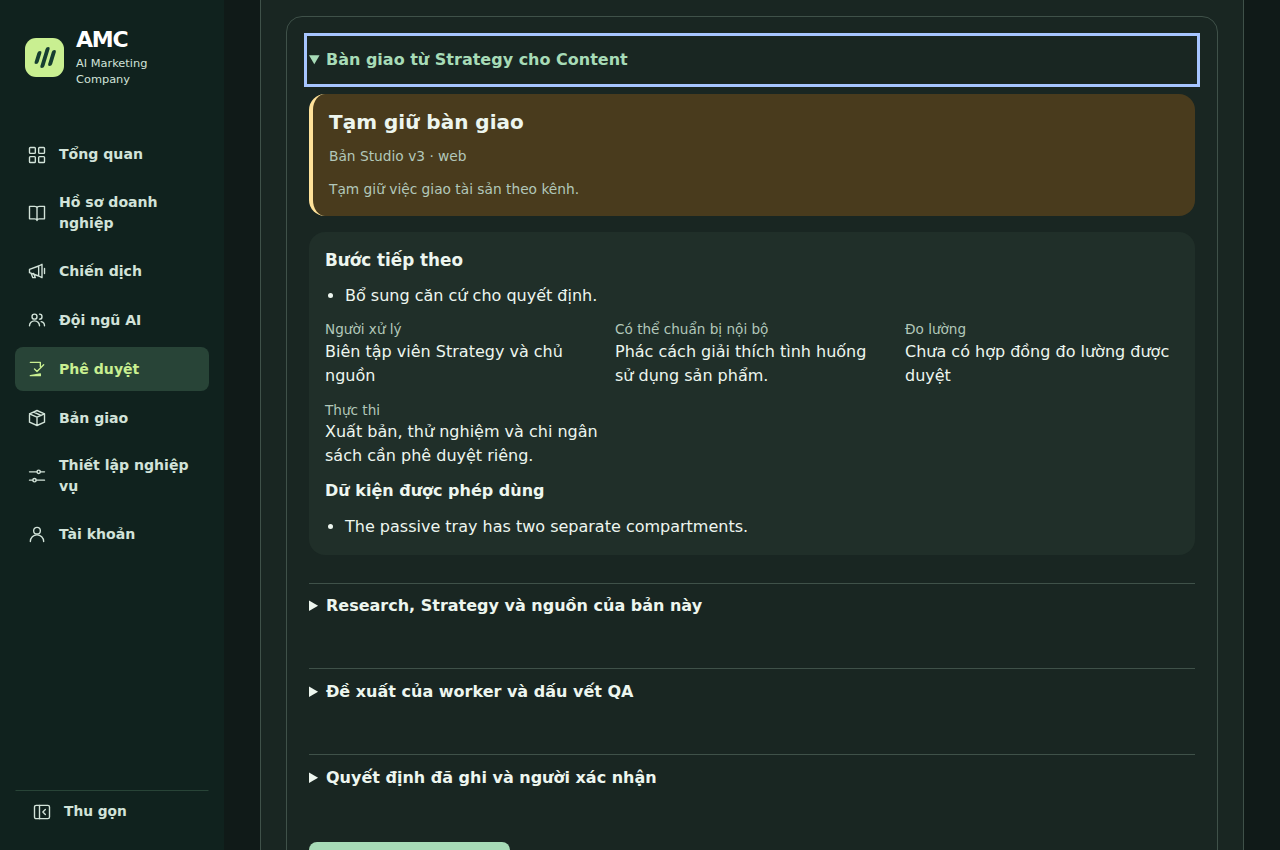 AMC
AI Marketing
Company
Tổng quan
Hồ sơ doanh
nghiệp
Chiến dịch
Đội ngũ AI
Phê duyệt
Bản giao
Thiết lập nghiệp
vụ
Tài khoản
Thu gọn
Bàn giao từ Strategy cho Content
Tạm giữ bàn giao
Bản Studio v3 · web
Tạm giữ việc giao tài sản theo kênh.
Bước tiếp theo
• Bổ sung căn cứ cho quyết định.
Người xử lý
Biên tập viên Strategy và chủ
nguồn
Có thể chuẩn bị nội bộ
Phác cách giải thích tình huống
sử dụng sản phẩm.
Đo lường
Chưa có hợp đồng đo lường được
duyệt
Thực thi
Xuất bản, thử nghiệm và chi ngân
sách cần phê duyệt riêng.
Dữ kiện được phép dùng
• The passive tray has two separate compartments.
Research, Strategy và nguồn của bản này
Đề xuất của worker và dấu vết QA
Quyết định đã ghi và người xác nhận